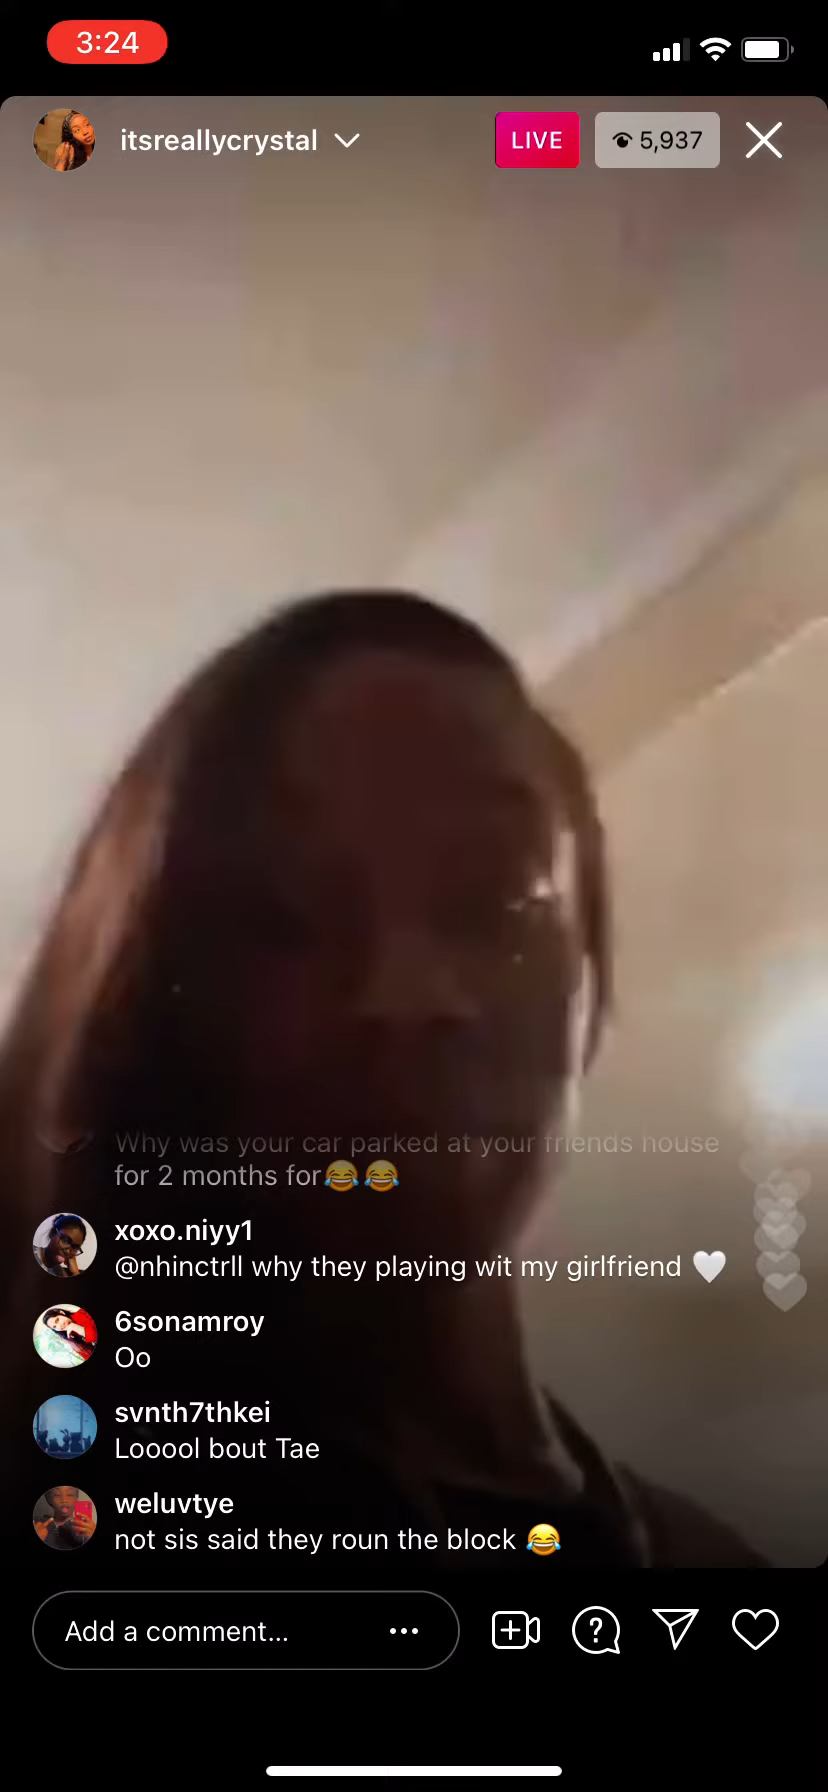 3:24
itsreallycrystal
LIVE
5,937
Why was your car parked at your friends house
for 2 months for😂😂
xoxo.niyy1
@nhinctrll why they playing wit my girlfriend 🤍
6sonamroy
Oo
svnth7thkei
Looool bout Tae
weluvtye
not sis said they roun the block 😂
Add a comment...